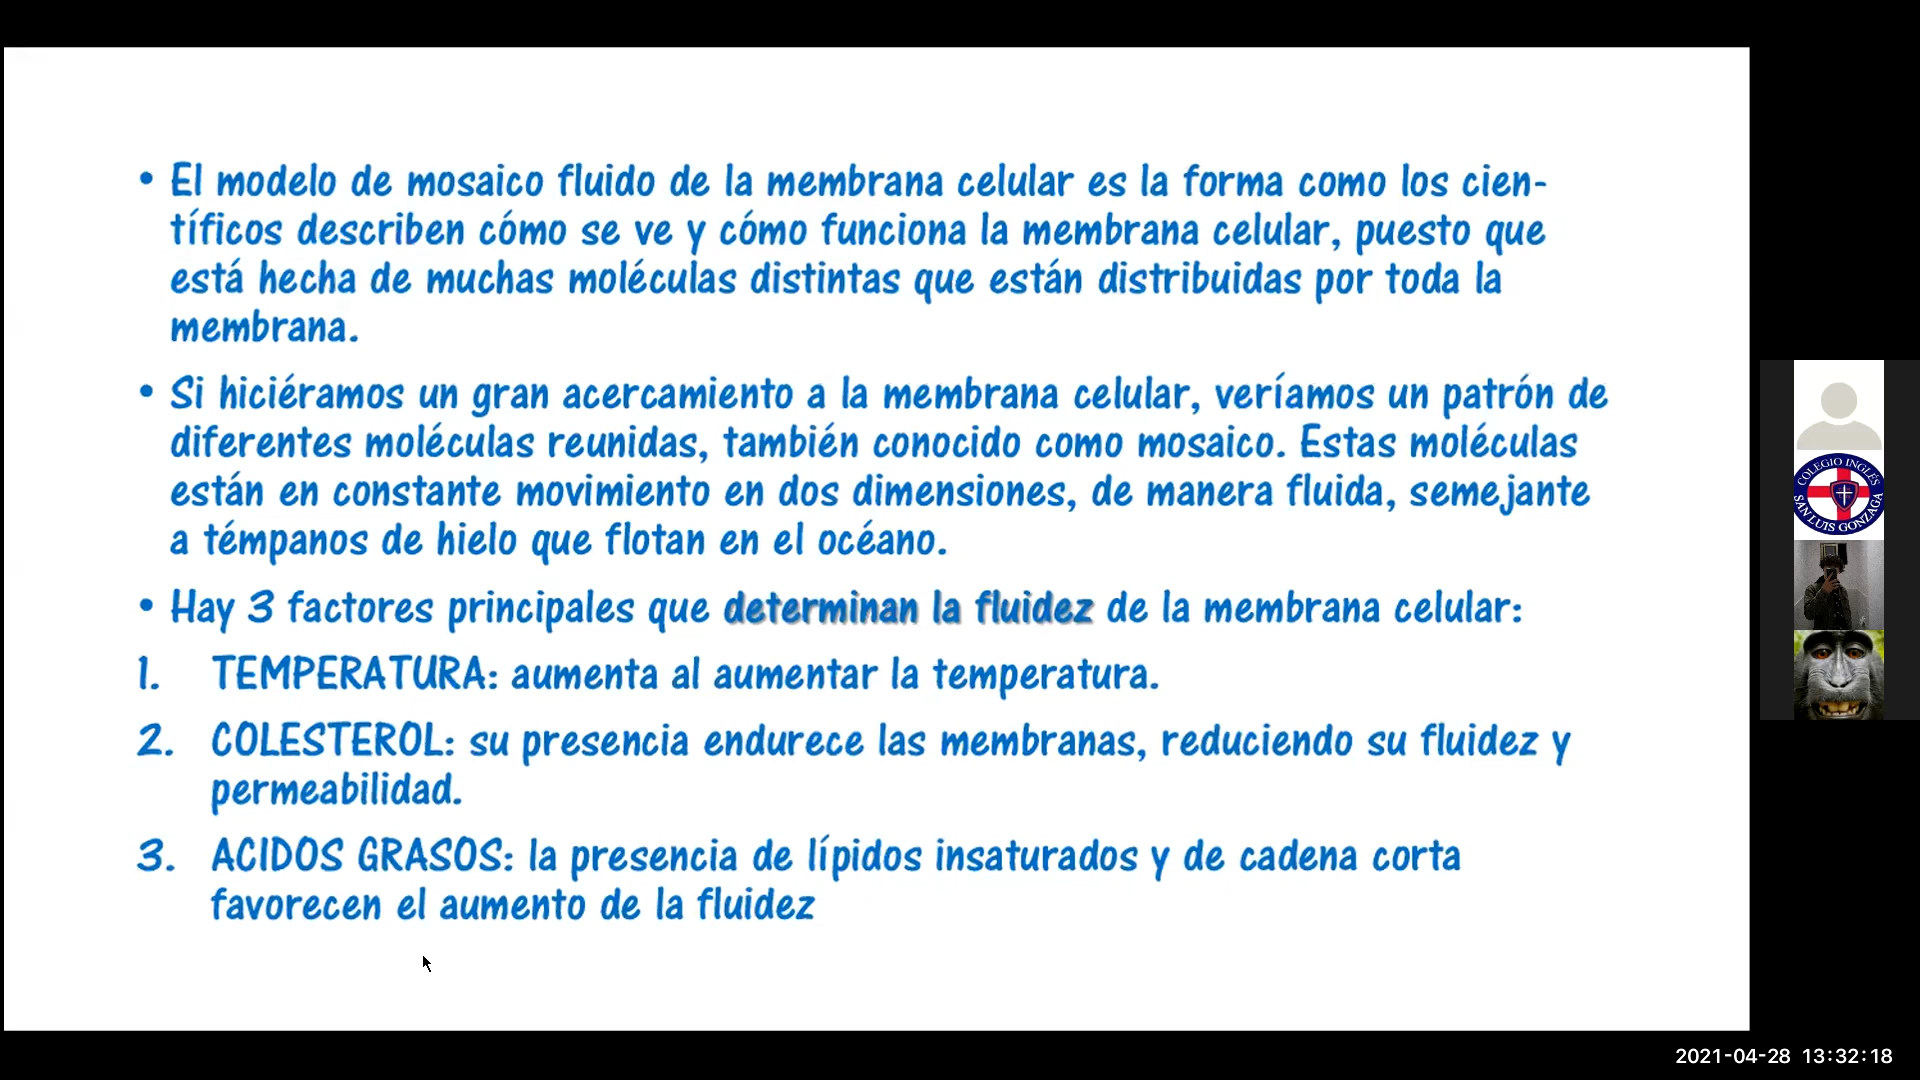 • El modelo de mosaico fluido de la membrana celular es la forma como los cien-
tíficos describen cómo se ve y cómo funciona la membrana celular, puesto que
está hecha de muchas moléculas distintas que están distribuidas por toda la
membrana.
• Si hiciéramos un gran acercamiento a la membrana celular, veríamos un patrón de
diferentes moléculas reunidas, también conocido como mosaico. Estas moléculas
están en constante movimiento en dos dimensiones, de manera fluida, semejante
a témpanos de hielo que flotan en el océano.
• Hay 3 factores principales que determinan la fluidez de la membrana celular:
1. TEMPERATURA: aumenta al aumentar la temperatura.
2. COLESTEROL: su presencia endurece las membranas, reduciendo su fluidez y
permeabilidad.
3. ACIDOS GRASOS: la presencia de lípidos insaturados y de cadena corta
favorecen el aumento de la fluidez
COLEGIO INGLÉS
SAN LUIS GONZAGA
2021-04-28 13:32:18